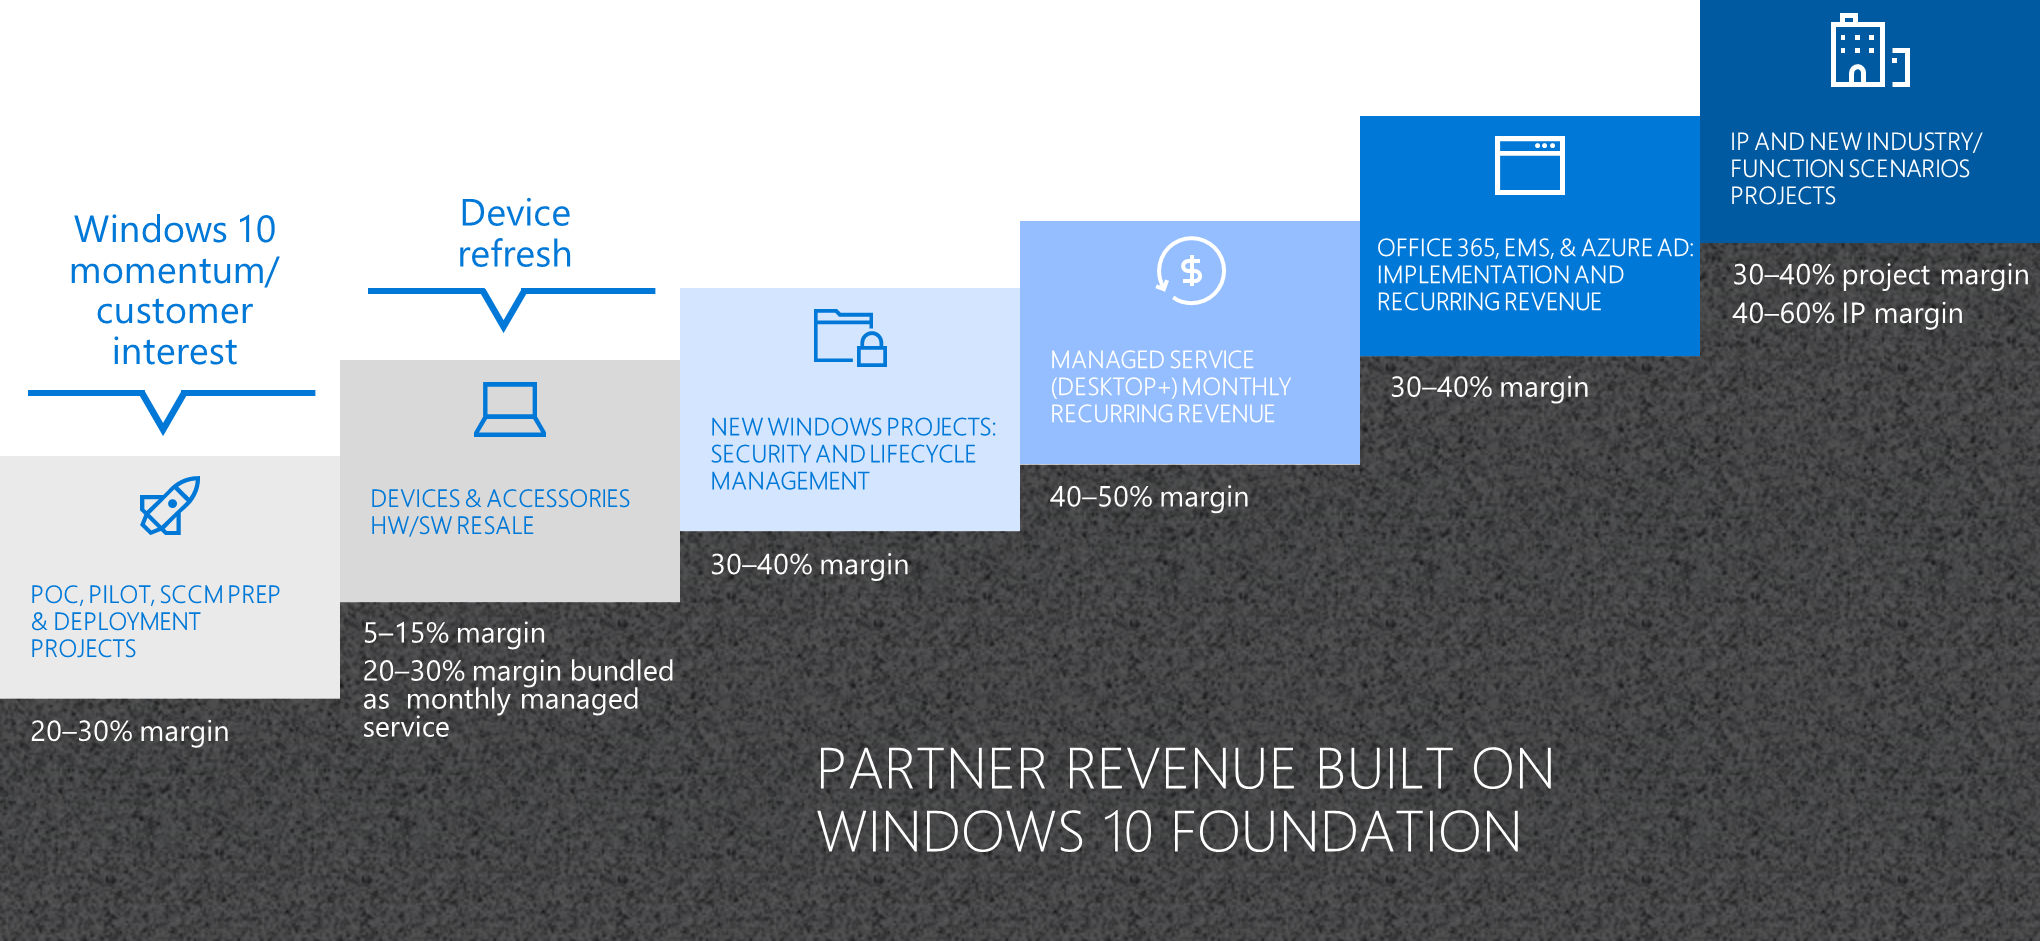 Windows 10
momentum/
customer
interest
POC, PILOT, SCCM PREP
& DEPLOYMENT
PROJECTS
20–30% margin
Device
refresh
DEVICES & ACCESSORIES
HW/SW RESALE
5–15% margin
20–30% margin bundled
as monthly managed
service
NEW WINDOWS PROJECTS:
SECURITY AND LIFECYCLE
MANAGEMENT
30–40% margin
$
MANAGED SERVICE
(DESKTOP+) MONTHLY
RECURRING REVENUE
40–50% margin
OFFICE 365, EMS, & AZURE AD:
IMPLEMENTATION AND
RECURRING REVENUE
30–40% margin
IP AND NEW INDUSTRY/
FUNCTION SCENARIOS
PROJECTS
30–40% project margin
40–60% IP margin
PARTNER REVENUE BUILT ON
WINDOWS 10 FOUNDATION